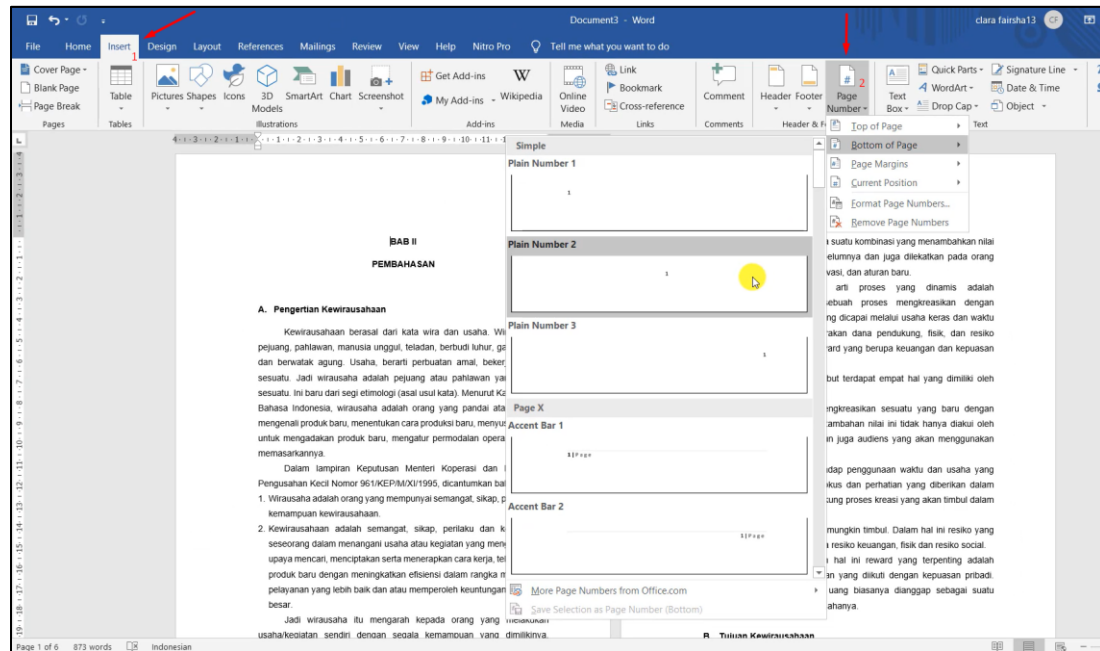 Document3 - Word
clara fairsha13 CF
File Home Insert Design Layout References Mailings Review View Help Nitro Pro Tell me what you want to do
1
Cover Page
Blank Page
Page Break
Pages
Table
Tables
Pictures Shapes Icons 3D Models SmartArt Chart Screenshot
Illustrations
Get Add-ins
My Add-ins
Wikipedia
Add-ins
Online Video
Media
Link
Bookmark
Cross-reference
Links
Comment
Comments
Header Footer Page Number
# 2
Header & F
Text Box
Quick Parts
WordArt
Drop Cap
Signature Line
Date & Time
Object
Text
Top of Page
Bottom of Page
Page Margins
Current Position
Format Page Numbers...
Remove Page Numbers
Simple
Plain Number 1
1
Plain Number 2
1
Plain Number 3
1
Page X
Accent Bar 1
1|Page
Accent Bar 2
1|Page
More Page Numbers from Office.com
Save Selection as Page Number (Bottom)
BAB II
PEMBAHASAN
A. Pengertian Kewirausahaan
Kewirausahaan berasal dari kata wira dan usaha.
pejuang, pahlawan, manusia unggul, teladan, berbudi luhur,
dan berwatak agung. Usaha, berarti perbuatan amal,
sesuatu. Jadi wirausaha adalah pejuang atau pahlawan
sesuatu. Ini baru dari segi etimologi (asal usul kata). Menurut
Bahasa Indonesia, wirausaha adalah orang yang pandai
mengenali produk baru, menentukan cara produksi baru,
untuk mengadakan produk baru, mengatur permodalan
memasarkannya.
Dalam lampiran Keputusan Menteri Koperasi dan
Pengusahan Kecil Nomor 961/KEP/M/XI/1995, dicantumkan
1. Wirausaha adalah orang yang mempunyai semangat, sikap,
kemampuan kewirausahaan.
2. Kewirausahaan adalah semangat, sikap, perilaku dan
seseorang dalam menangani usaha atau kegiatan yang
upaya mencari, menciptakan serta menerapkan cara kerja,
produk baru dengan meningkatkan efisiensi dalam rangka
pelayanan yang lebih baik dan atau memperoleh keuntungan
besar.
Jadi wirausaha itu mengarah kepada orang yang melakukan
usaha/kegiatan sendiri dengan segala kemampuan yang dimilikinya.
suatu kombinasi yang menambahkan nilai
dan juga dilekatkan pada orang
dan aturan baru.
arti proses yang dinamis adalah
sebuah proses mengkreasikan dengan
dicapai melalui usaha keras dan waktu
dana pendukung, fisik, dan resiko
yang berupa keuangan dan kepuasan
terdapat empat hal yang dimiliki oleh
sesuatu yang baru dengan
nilai ini tidak hanya diakui oleh
juga audiens yang akan menggunakan
penggunaan waktu dan usaha yang
dan perhatian yang diberikan dalam
proses kreasi yang akan timbul dalam
mungkin timbul. Dalam hal ini resiko yang
resiko keuangan, fisik dan resiko social.
hal ini reward yang terpenting adalah
yang diikuti dengan kepuasan pribadi.
uang biasanya dianggap sebagai suatu
B. Tujuan Kewirausahaan
Page 1 of 6 873 words Indonesian